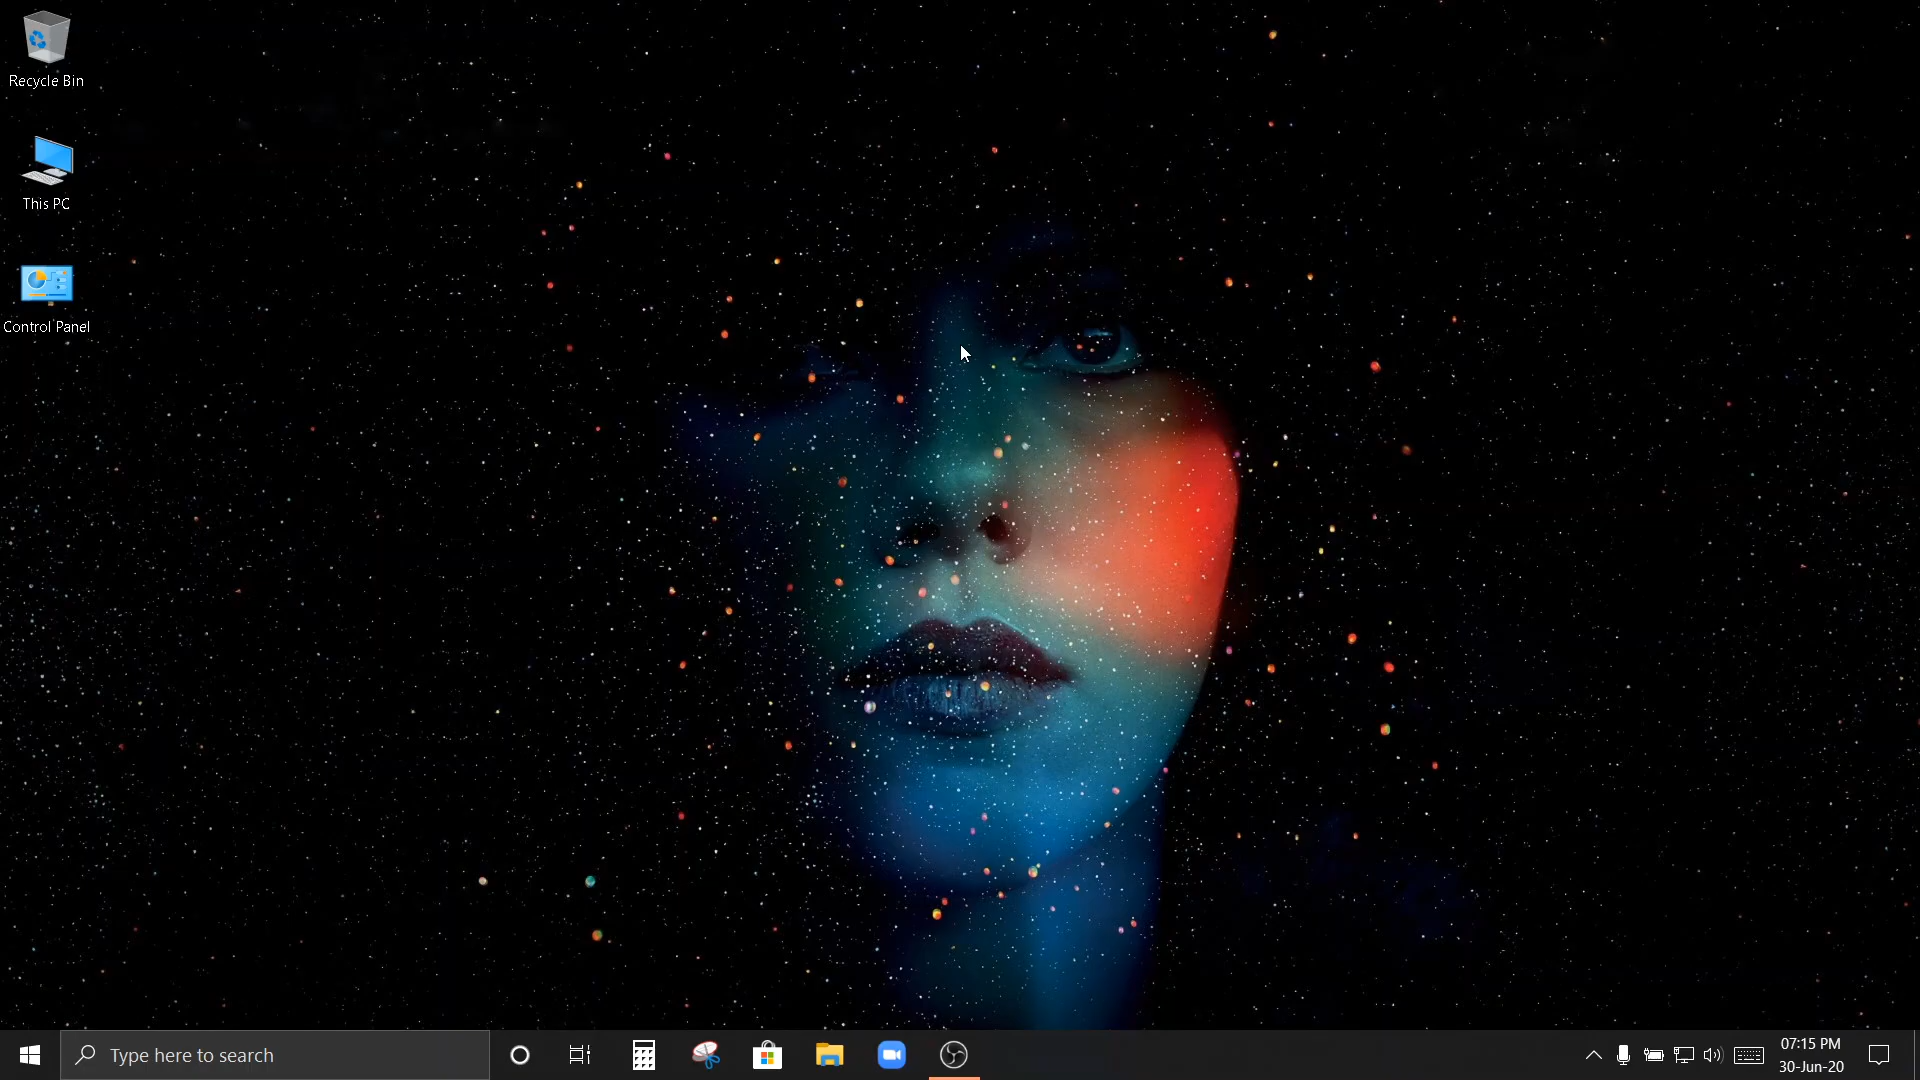 Recycle Bin
This PC
Control Panel
Type here to search
07:15 PM
30-Jun-20